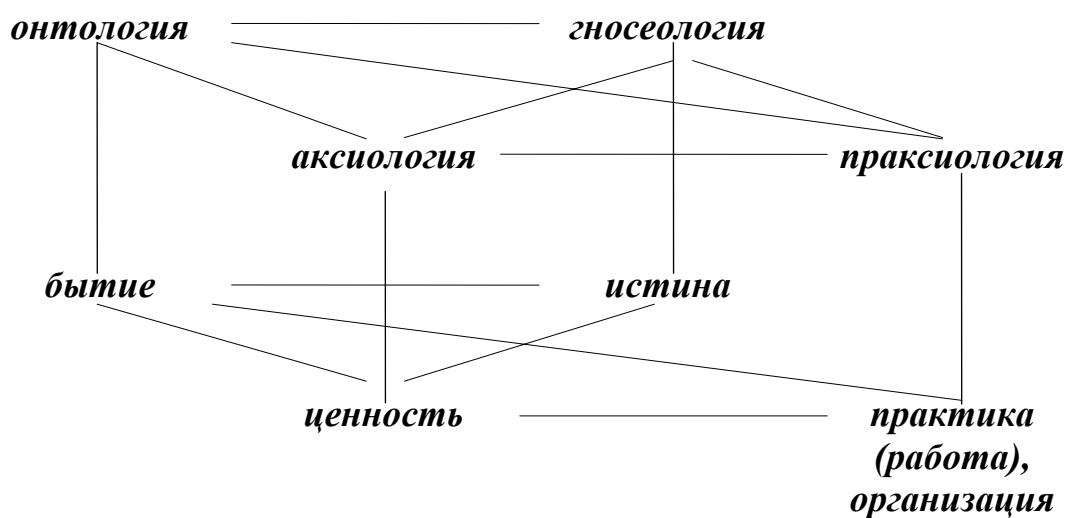 онтология
гносеология
аксиология
праксиология
бытие
истина
ценность
практика
(работа),
организация